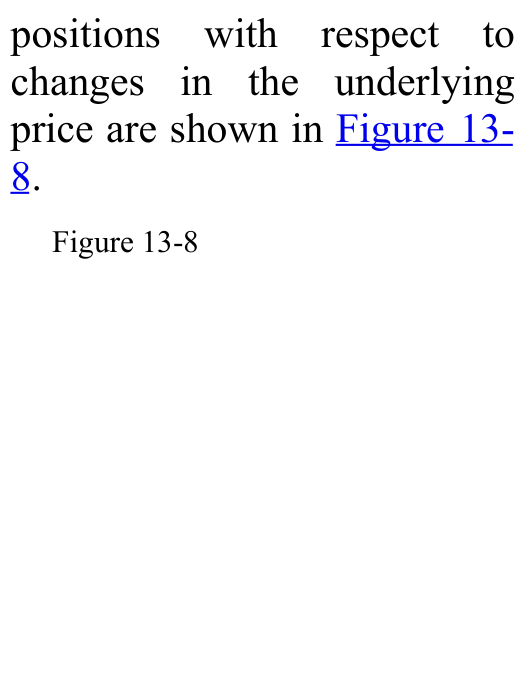 positions with respect to
changes in the underlying
price are shown in Figure 13-
8.
Figure 13-8